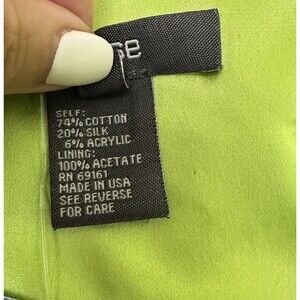 se
SELF:
74% COTTON
20% SILK
6% ACRYLIC
LINING:
100% ACETATE
RN 69161
MADE IN USA
SEE REVERSE
FOR CARE